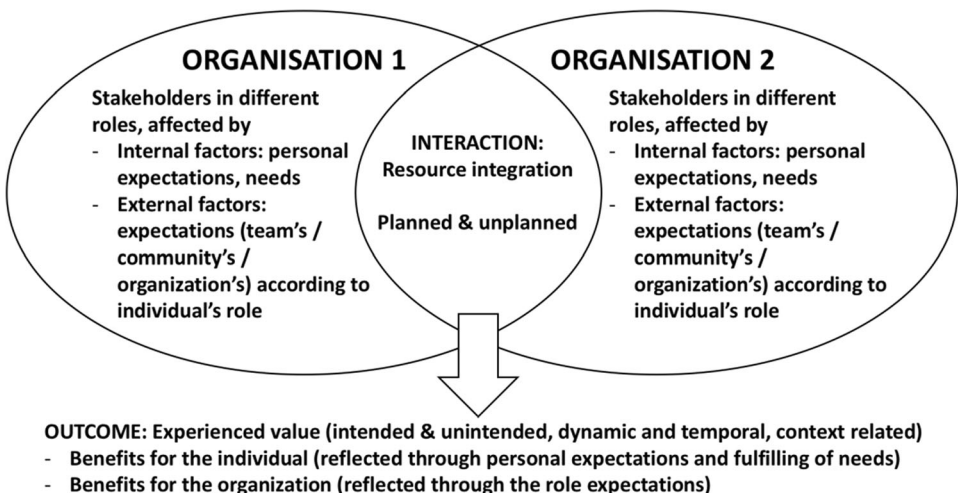 ORGANISATION 1
Stakeholders in different
roles, affected by
- Internal factors: personal
expectations, needs
- External factors:
expectations (team's /
community's /
organization's) according to
individual's role
INTERACTION:
Resource integration
Planned & unplanned
ORGANISATION 2
Stakeholders in different
roles, affected by
- Internal factors: personal
expectations, needs
- External factors:
expectations (team's /
community's /
organization's) according to
individual's role
OUTCOME: Experienced value (intended & unintended, dynamic and temporal, context related)
- Benefits for the individual (reflected through personal expectations and fulfilling of needs)
- Benefits for the organization (reflected through the role expectations)